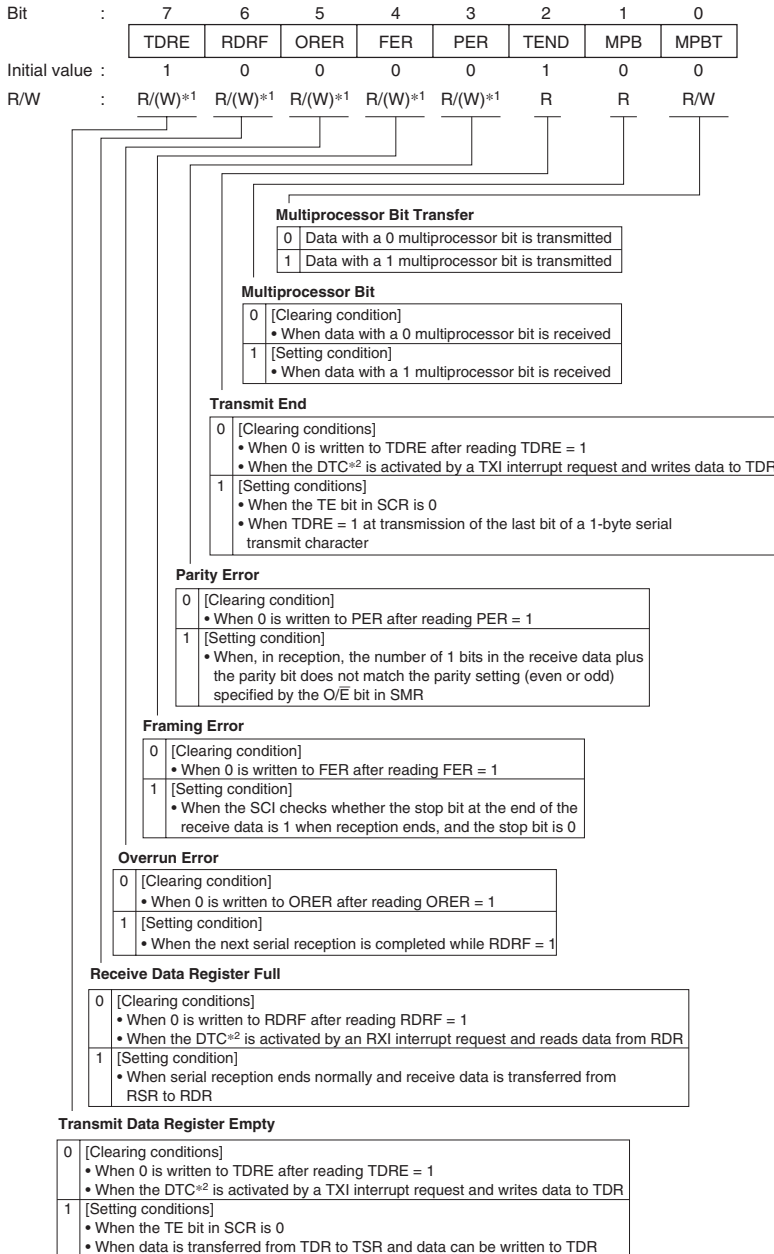 Bit : 7 6 5 4 3 2 1 0
TDRE RDRF ORER FER PER TEND MPB MPBT
Initial value : 1 0 0 0 0 1 0 0
R/W : R/(W)*1 R/(W)*1 R/(W)*1 R/(W)*1 R/(W)*1 R R R/W
Multiprocessor Bit Transfer
0 Data with a 0 multiprocessor bit is transmitted
1 Data with a 1 multiprocessor bit is transmitted
Multiprocessor Bit
0 [Clearing condition]
• When data with a 0 multiprocessor bit is received
1 [Setting condition]
• When data with a 1 multiprocessor bit is received
Transmit End
0 [Clearing conditions]
• When 0 is written to TDRE after reading TDRE = 1
• When the DTC*2 is activated by a TXI interrupt request and writes data to TDR
1 [Setting conditions]
• When the TE bit in SCR is 0
• When TDRE = 1 at transmission of the last bit of a 1-byte serial
transmit character
Parity Error
0 [Clearing condition]
• When 0 is written to PER after reading PER = 1
1 [Setting condition]
• When, in reception, the number of 1 bits in the receive data plus
the parity bit does not match the parity setting (even or odd)
specified by the O/E̅ bit in SMR
Framing Error
0 [Clearing condition]
• When 0 is written to FER after reading FER = 1
1 [Setting condition]
• When the SCI checks whether the stop bit at the end of the
receive data is 1 when reception ends, and the stop bit is 0
Overrun Error
0 [Clearing condition]
• When 0 is written to ORER after reading ORER = 1
1 [Setting condition]
• When the next serial reception is completed while RDRF = 1
Receive Data Register Full
0 [Clearing conditions]
• When 0 is written to RDRF after reading RDRF = 1
• When the DTC*2 is activated by an RXI interrupt request and reads data from RDR
1 [Setting condition]
• When serial reception ends normally and receive data is transferred from
RSR to RDR
Transmit Data Register Empty
0 [Clearing conditions]
• When 0 is written to TDRE after reading TDRE = 1
• When the DTC*2 is activated by a TXI interrupt request and writes data to TDR
1 [Setting conditions]
• When the TE bit in SCR is 0
• When data is transferred from TDR to TSR and data can be written to TDR